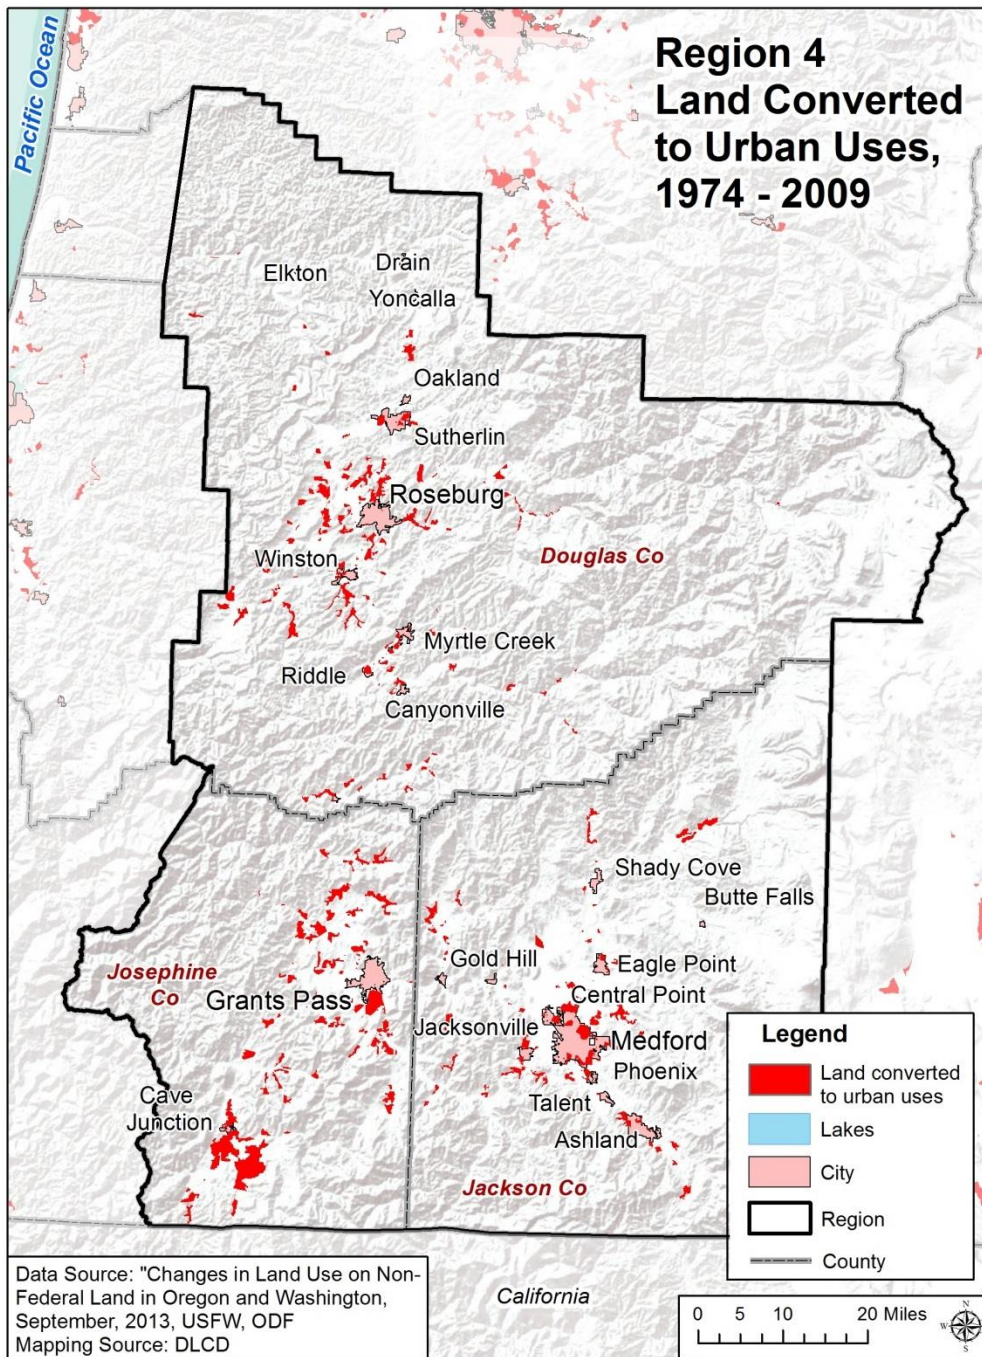 Region 4
Land Converted
to Urban Uses,
1974 - 2009
Pacific Ocean
Elkton
Drain
Yoncalla
Oakland
Sutherlin
Roseburg
Winston
Douglas Co
Myrtle Creek
Riddle
Canyonville
Shady Cove
Butte Falls
Gold Hill
Eagle Point
Josephine
Co
Grants Pass
Central Point
Jacksonville
Medford
Phoenix
Talent
Ashland
Cave
Junction
Jackson Co
Legend
Land converted
to urban uses
Lakes
City
Region
County
Data Source: "Changes in Land Use on Non-
Federal Land in Oregon and Washington,
September, 2013, USFW, ODF
Mapping Source: DLCD
California
0 5 10 20 Miles
N
W E
S